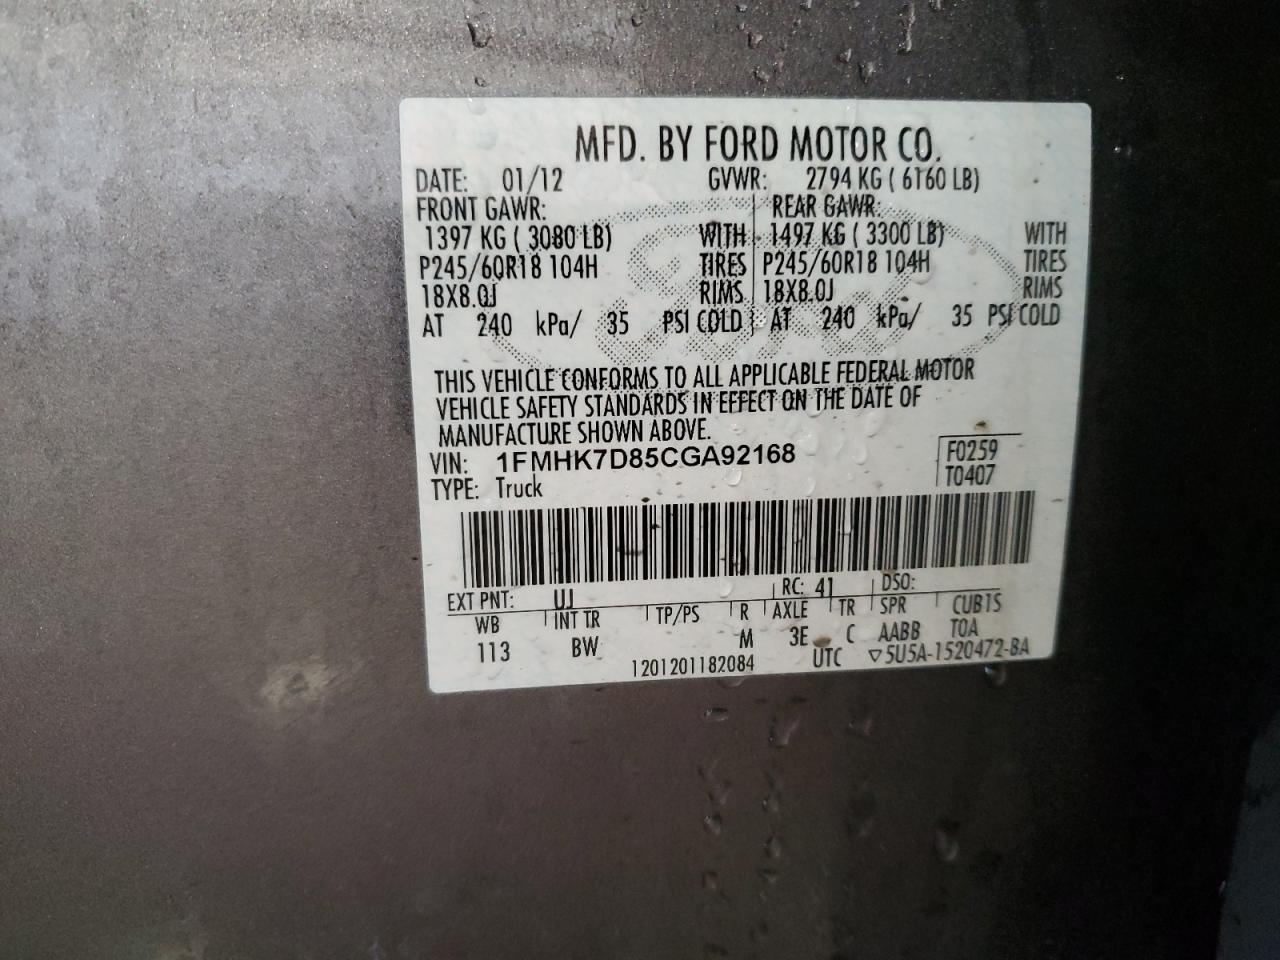 MFD. BY FORD MOTOR CO.
DATE: 01/12 GVWR: 2794 KG ( 6160 LB)
FRONT GAWR: REAR GAWR:
1397 KG ( 3080 LB) WITH 1497 KG ( 3300 LB) WITH
P245/60R18 104H TIRES P245/60R18 104H TIRES
18X8.0J RIMS 18X8.0J RIMS
AT 240 kPa/ 35 PSI COLD AT 240 kPa/ 35 PSI COLD
Ford
THIS VEHICLE CONFORMS TO ALL APPLICABLE FEDERAL MOTOR
VEHICLE SAFETY STANDARDS IN EFFECT ON THE DATE OF
MANUFACTURE SHOWN ABOVE.
VIN: 1FMHK7D85CGA92168 F0259
TYPE: Truck T0407
EXT PNT: UJ RC: 41 DSO:
WB INT TR TP/PS R AXLE TR SPR CUB1S
113 BW M 3E C AABB TOA
1201201182084 UTC ▽5U5A-1520472-BA